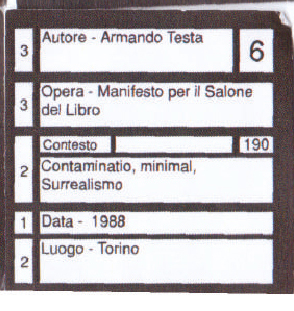 3 Autore - Armando Testa 6
3 Opera - Manifesto per il Salone
del Libro
Contesto 190
2 Contaminatio, minimal,
Surrealismo
1 Data - 1988
2 Luogo - Torino